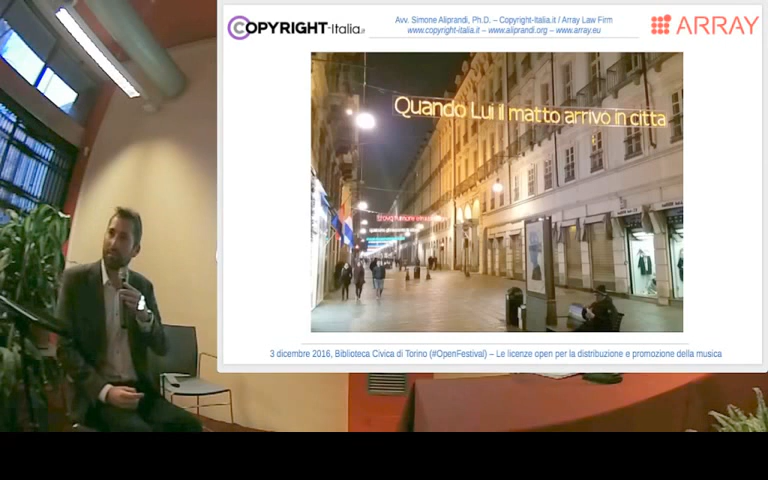 COPYRIGHT-Italia.it
Avv. Simone Aliprandi, Ph.D. – Copyright-Italia.it / Array Law Firm
www.copyright-italia.it – www.aliprandi.org – www.array.eu
ARRAY
Quando Lui il matto arrivo in citta
3 dicembre 2016, Biblioteca Civica di Torino (#OpenFestival) – Le licenze open per la distribuzione e promozione della musica